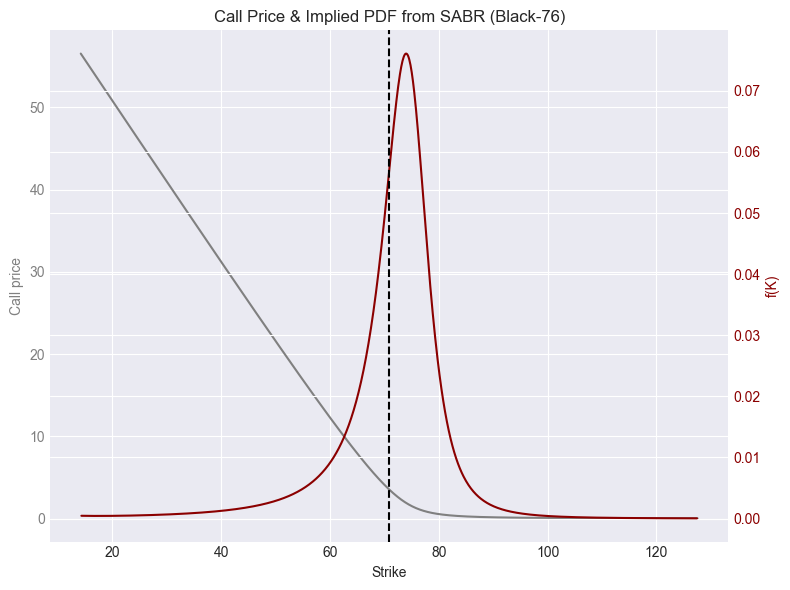 Call Price & Implied PDF from SABR (Black-76)
50
40
30
20
10
0
Call price
0.07
0.06
0.05
0.04
0.03
0.02
0.01
0.00
f(K)
20 40 60 80 100 120
Strike